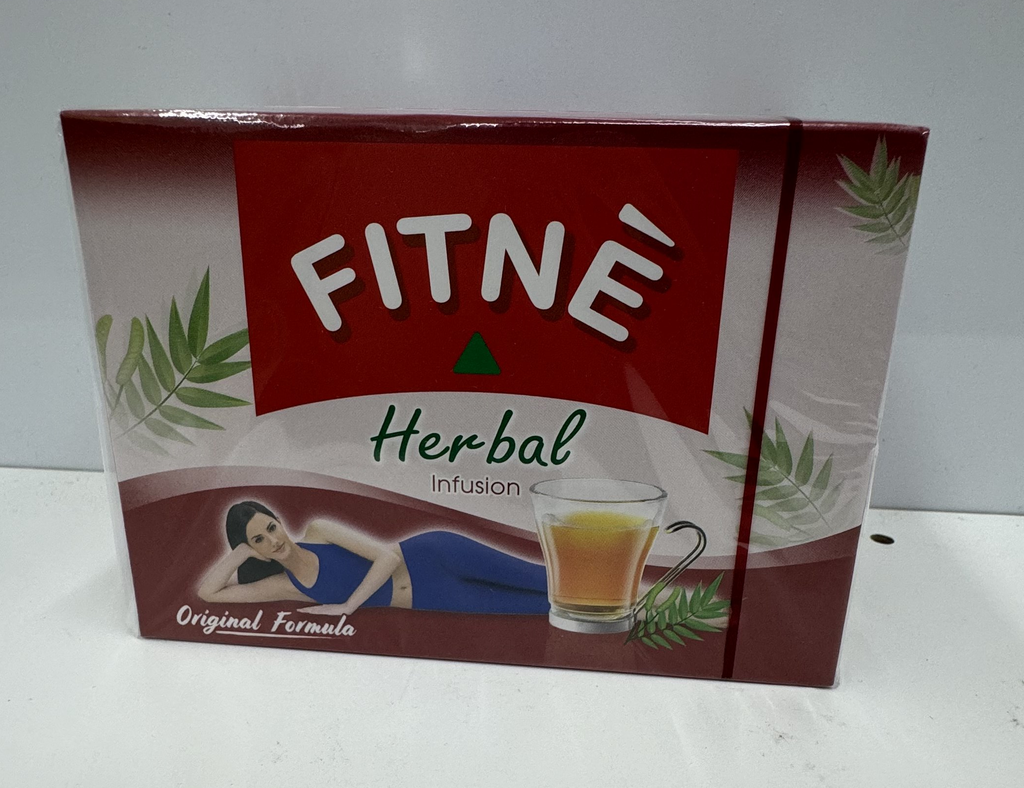 FITNÈ
Herbal
Infusion
Original Formula